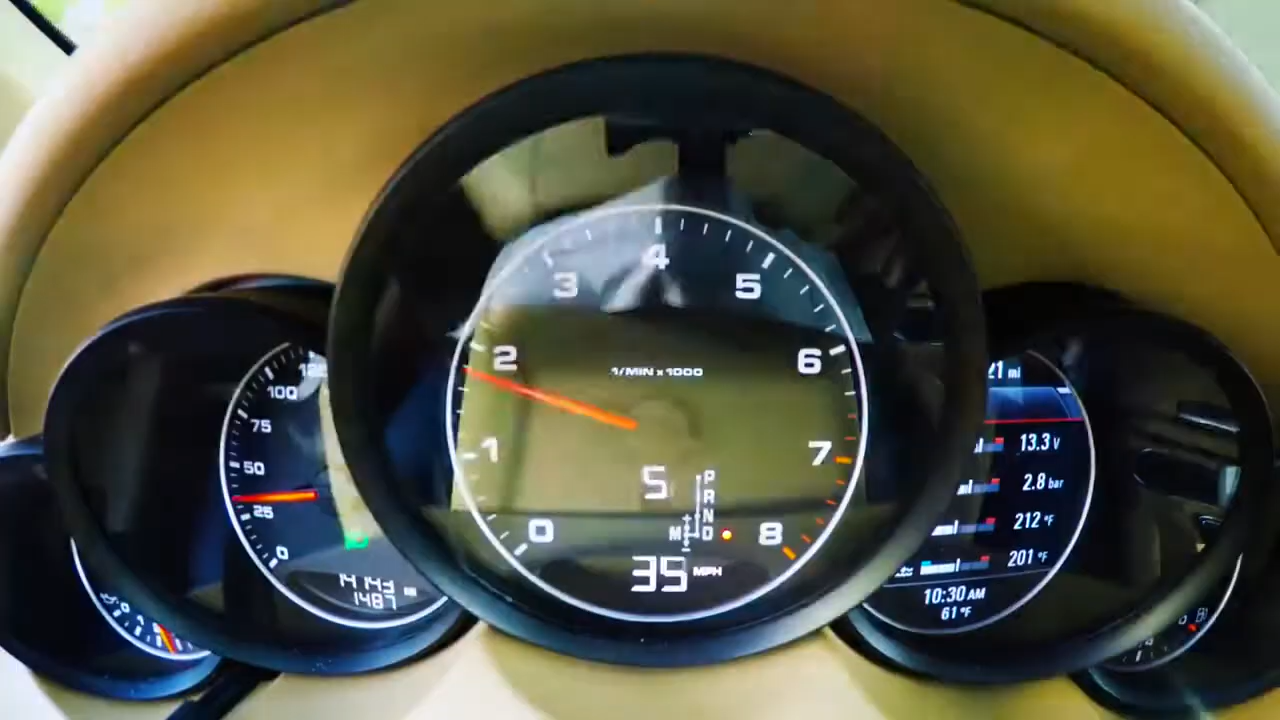 125
100
75
50
25
0
14143
1487
4
3
5
2
6
1/MIN x 1000
1
7
5
P
R
N
M D
0
8
35 MPH
21 mi
13.3 V
2.8 bar
212 °F
201 °F
10:30 AM
61 °F